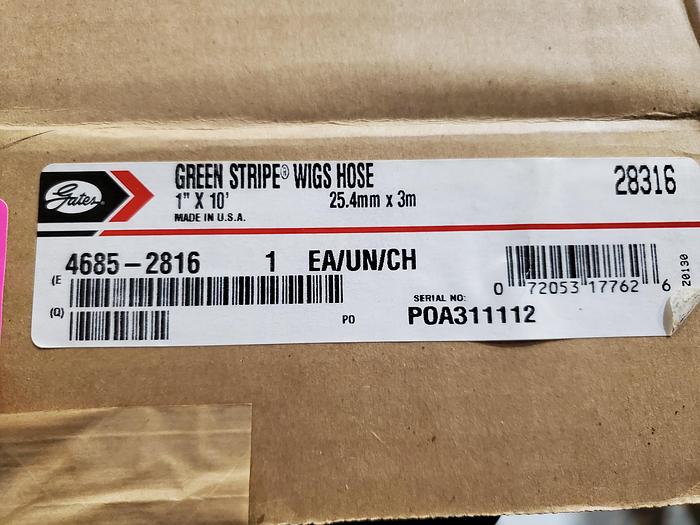 Gates
GREEN STRIPE® WIGS HOSE
28316
1" X 10' 25.4mm x 3m
MADE IN U.S.A.
4685-2816 1 EA/UN/CH
(E
(Q)
PO
SERIAL NO:
POA311112
0 72053 17762 6
20130